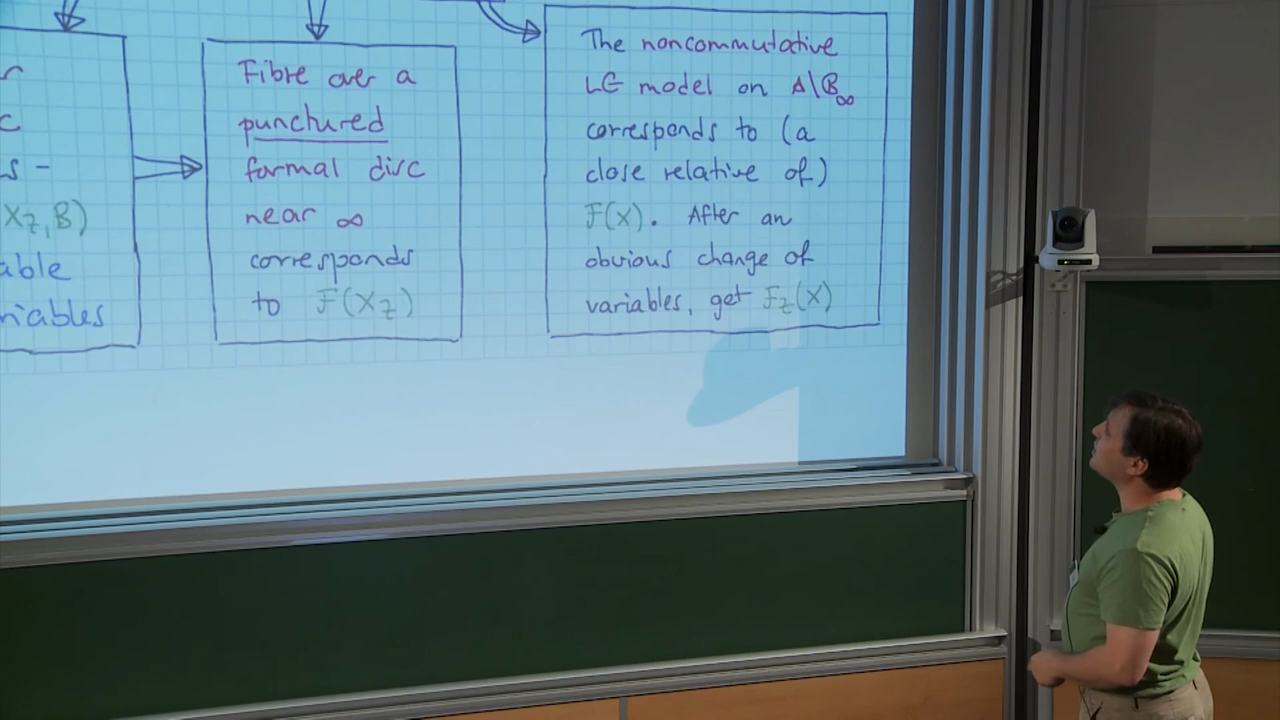 r
c
s –
X_Z, B)
able
riables
Fibre over a
punctured
formal disc
near ∞
corresponds
to F(X_Z)
The noncommutative
LG model on A\B_∞
corresponds to (a
close relative of)
F(X). After an
obvious change of
variables, get F_Z(X)